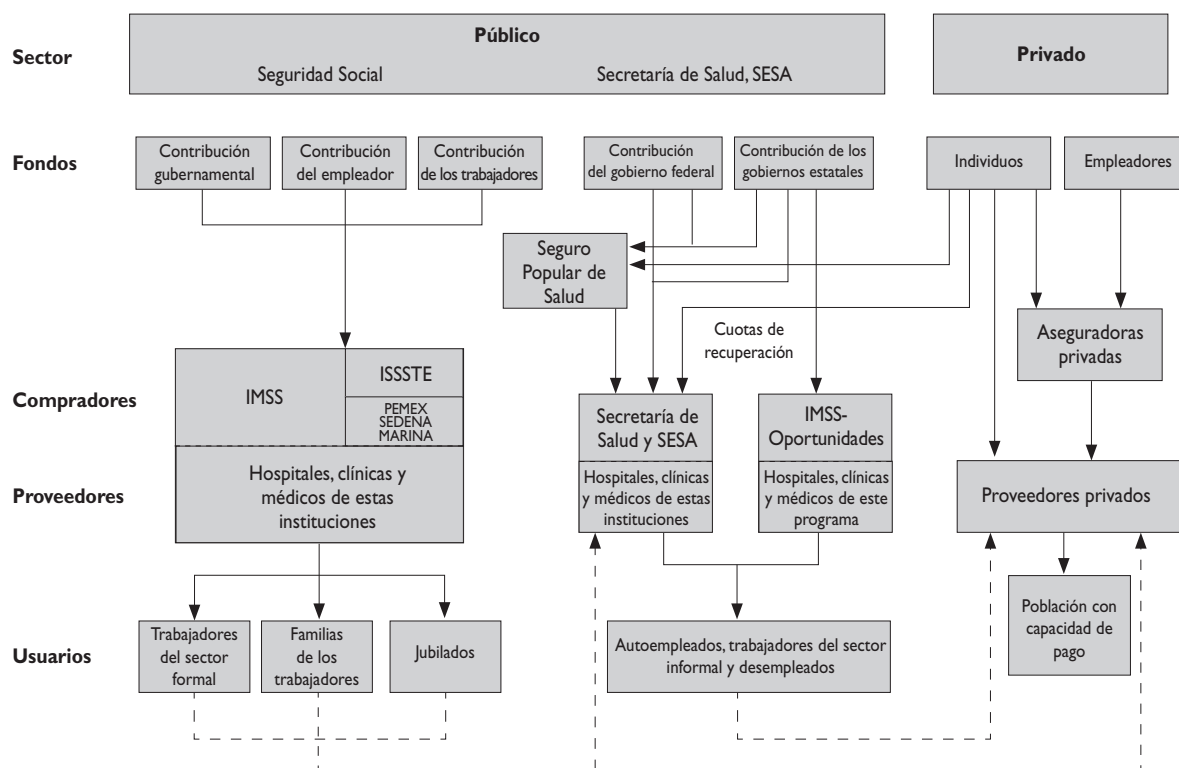 Sector
Público
Seguridad Social
Secretaría de Salud, SESA
Privado
Fondos
Contribución
gubernamental
Contribución
del empleador
Contribución
de los trabajadores
Contribución
del gobierno federal
Contribución de los
gobiernos estatales
Individuos
Empleadores
Seguro
Popular de
Salud
Cuotas de
recuperación
Aseguradoras
privadas
Compradores
IMSS
ISSSTE
PEMEX
SEDENA
MARINA
Secretaría de
Salud y SESA
IMSS-
Oportunidades
Proveedores
Hospitales, clínicas y
médicos de estas
instituciones
Hospitales, clínicas
y médicos de estas
instituciones
Hospitales, clínicas
y médicos de este
programa
Proveedores privados
Usuarios
Trabajadores
del sector
formal
Familias
de los
trabajadores
Jubilados
Autoempleados, trabajadores del sector
informal y desempleados
Población con
capacidad de
pago